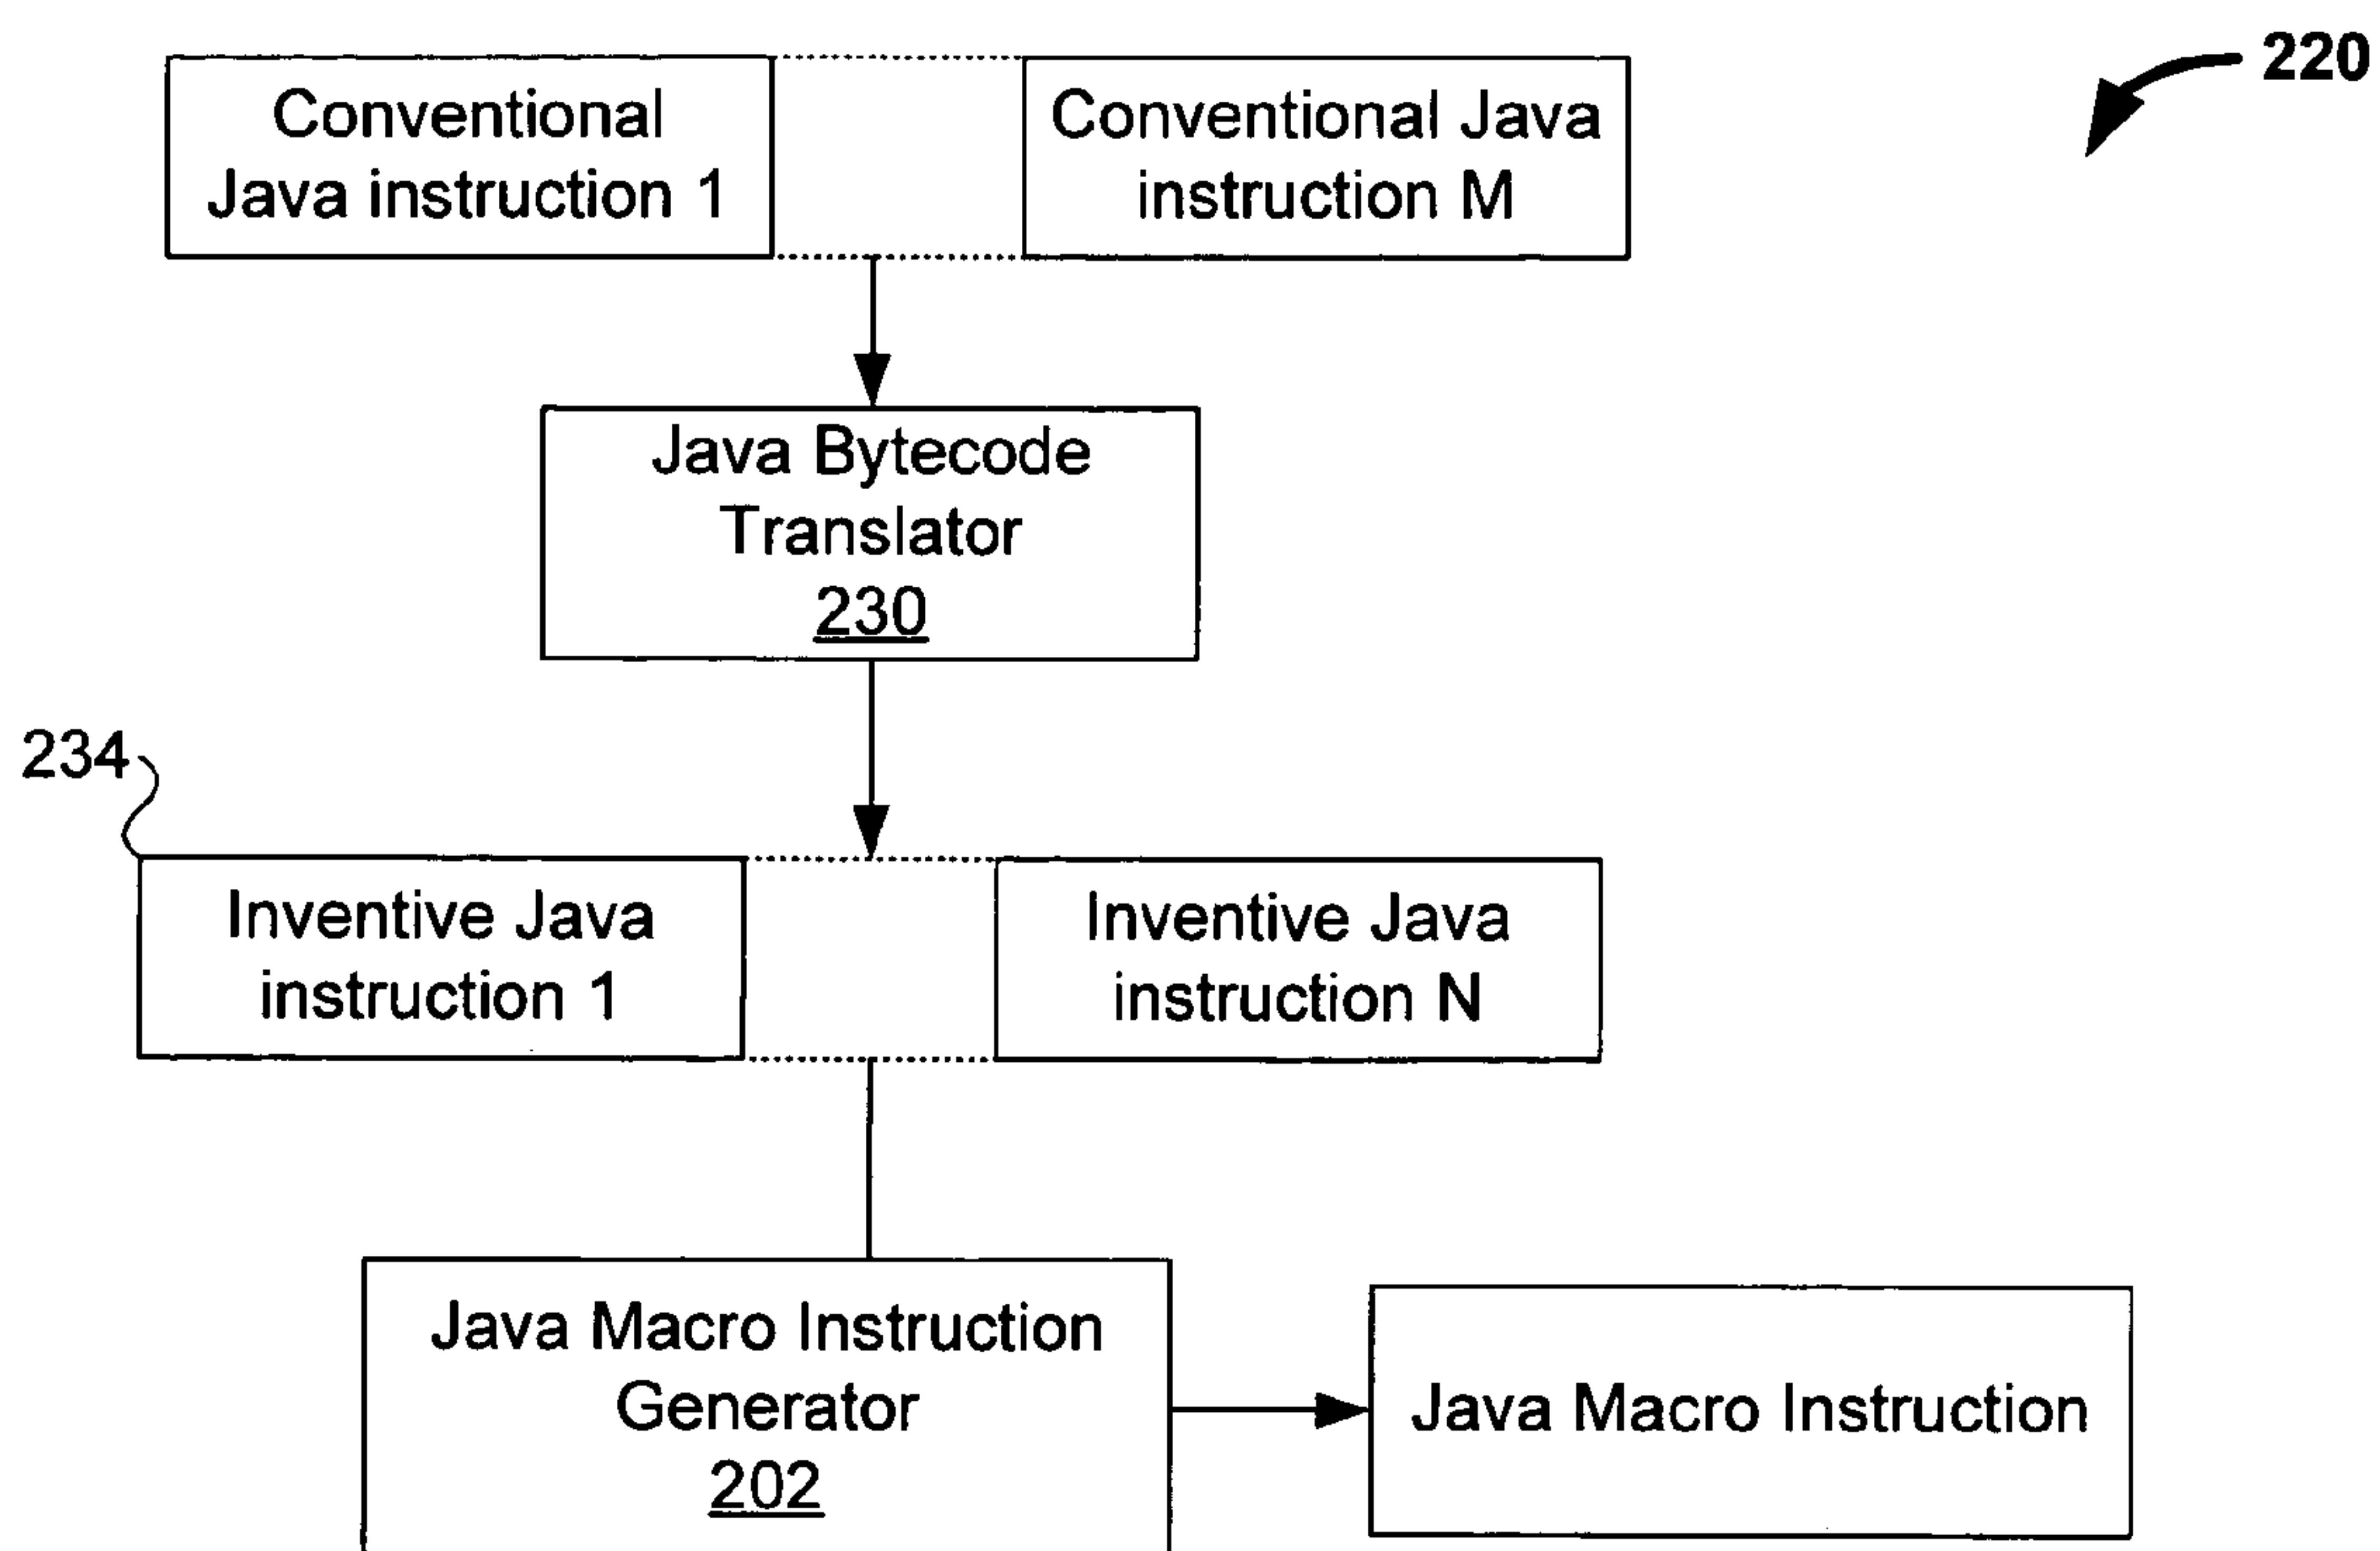 220
Conventional
Java instruction 1
Conventional Java
instruction M
Java Bytecode
Translator
230
234
Inventive Java
instruction 1
Inventive Java
instruction N
Java Macro Instruction
Generator
202
Java Macro Instruction